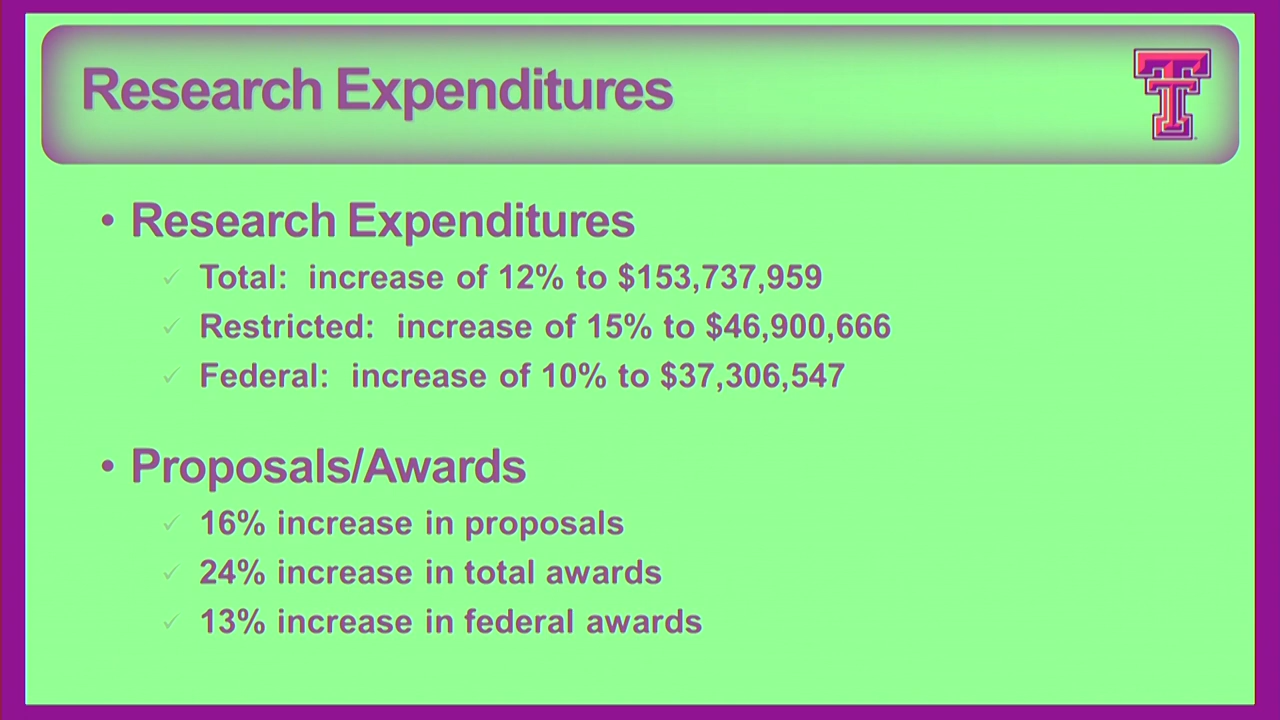 Research Expenditures
• Research Expenditures
✓ Total:  increase of 12% to $153,737,959
✓ Restricted:  increase of 15% to $46,900,666
✓ Federal:  increase of 10% to $37,306,547
• Proposals/Awards
✓ 16% increase in proposals
✓ 24% increase in total awards
✓ 13% increase in federal awards